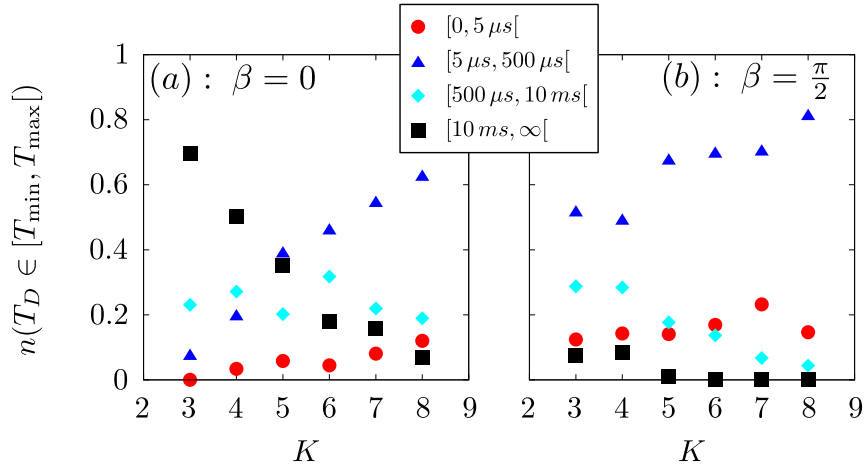 [0, 5 μs[
[5 μs, 500 μs[
[500 μs, 10 ms[
[10 ms, ∞[
(a) : β = 0
(b) : β = π/2
n(T_D ∈ [T_min, T_max])
1
0.8
0.6
0.4
0.2
0
2 3 4 5 6 7 8 9
2 3 4 5 6 7 8 9
K
K